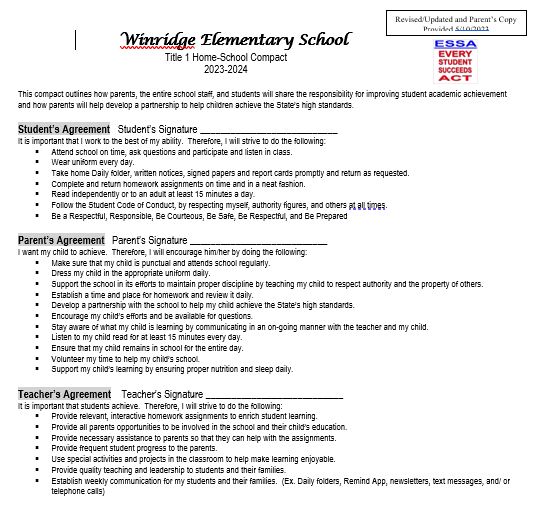 Revised/Updated and Parent's Copy
Provided 5/10/2023
Winridge Elementary School
Title 1 Home-School Compact
2023-2024
ESSA
EVERY
STUDENT
SUCCEEDS
ACT
This compact outlines how parents, the entire school staff, and students will share the responsibility for improving student academic achievement
and how parents will help develop a partnership to help children achieve the State's high standards.
Student's Agreement Student's Signature ___________________________
It is important that I work to the best of my ability. Therefore, I will strive to do the following:
▪ Attend school on time, ask questions and participate and listen in class.
▪ Wear uniform every day.
▪ Take home Daily folder, written notices, signed papers and report cards promptly and return as requested.
▪ Complete and return homework assignments on time and in a neat fashion.
▪ Read independently or to an adult at least 15 minutes a day.
▪ Follow the Student Code of Conduct, by respecting myself, authority figures, and others at all times.
▪ Be a Respectful, Responsible, Be Courteous, Be Safe, Be Respectful, and Be Prepared
Parent's Agreement Parent's Signature ___________________________
I want my child to achieve. Therefore, I will encourage him/her by doing the following:
▪ Make sure that my child is punctual and attends school regularly.
▪ Dress my child in the appropriate uniform daily.
▪ Support the school in its efforts to maintain proper discipline by teaching my child to respect authority and the property of others.
▪ Establish a time and place for homework and review it daily.
▪ Develop a partnership with the school to help my child achieve the State's high standards.
▪ Encourage my child's efforts and be available for questions.
▪ Stay aware of what my child is learning by communicating in an on-going manner with the teacher and my child.
▪ Listen to my child read for at least 15 minutes every day.
▪ Ensure that my child remains in school for the entire day.
▪ Volunteer my time to help my child's school.
▪ Support my child's learning by ensuring proper nutrition and sleep daily.
Teacher's Agreement Teacher's Signature ___________________________
It is important that students achieve. Therefore, I will strive to do the following:
▪ Provide relevant, interactive homework assignments to enrich student learning.
▪ Provide all parents opportunities to be involved in the school and their child's education.
▪ Provide necessary assistance to parents so that they can help with the assignments.
▪ Provide frequent student progress to the parents.
▪ Use special activities and projects in the classroom to help make learning enjoyable.
▪ Provide quality teaching and leadership to students and their families.
▪ Establish weekly communication for my students and their families. (Ex. Daily folders, Remind App, newsletters, text messages, and/ or
telephone calls)